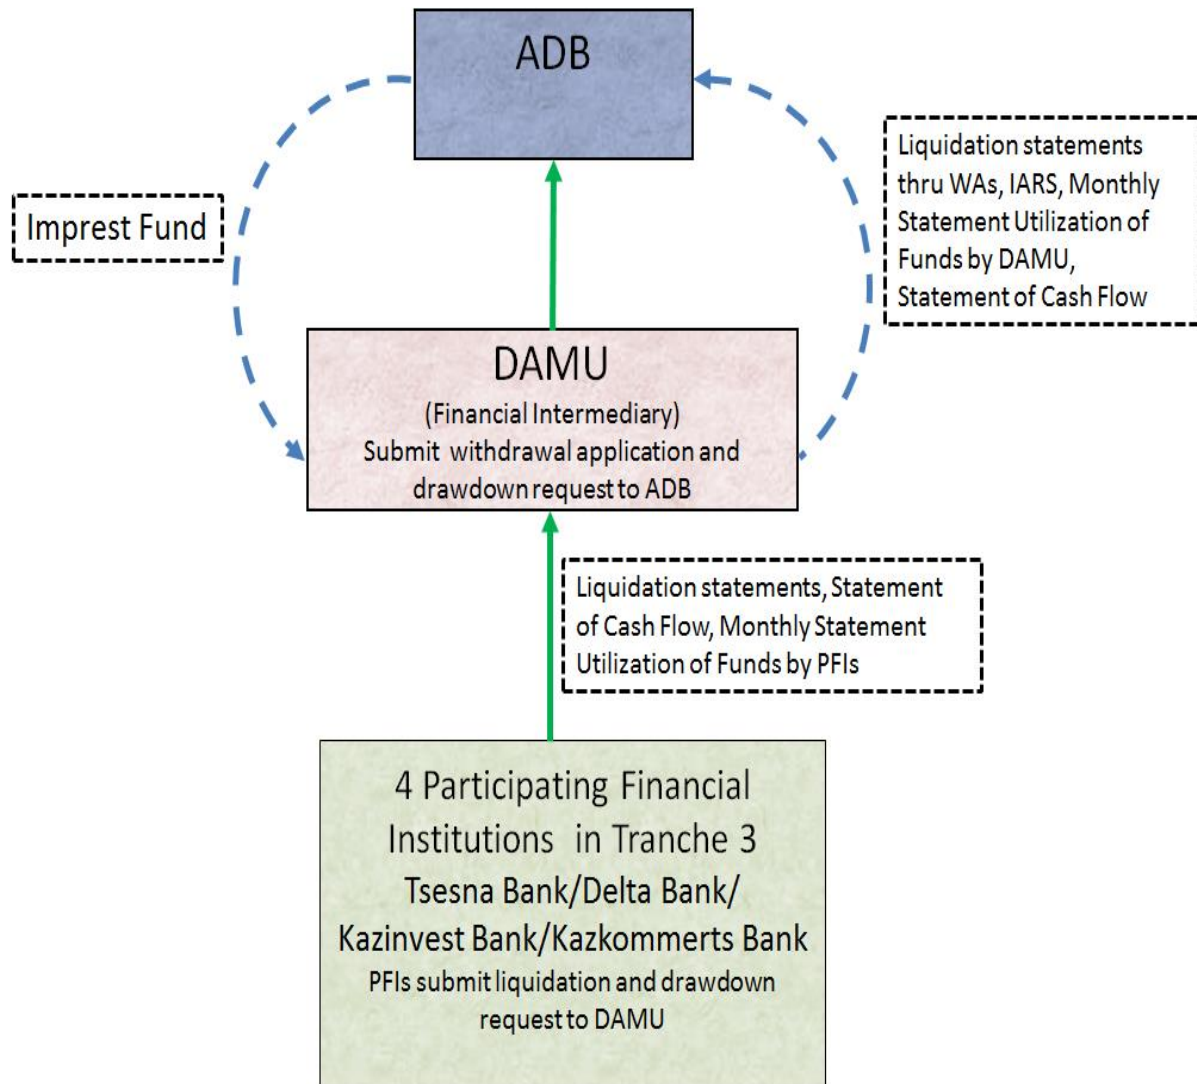 ADB
Imprest Fund
Liquidation statements
thru WAs, IARS, Monthly
Statement Utilization of
Funds by DAMU,
Statement of Cash Flow
DAMU
(Financial Intermediary)
Submit withdrawal application and
drawdown request to ADB
Liquidation statements, Statement
of Cash Flow, Monthly Statement
Utilization of Funds by PFIs
4 Participating Financial
Institutions in Tranche 3
Tsesna Bank/Delta Bank/
Kazinvest Bank/Kazkommerts Bank
PFIs submit liquidation and drawdown
request to DAMU